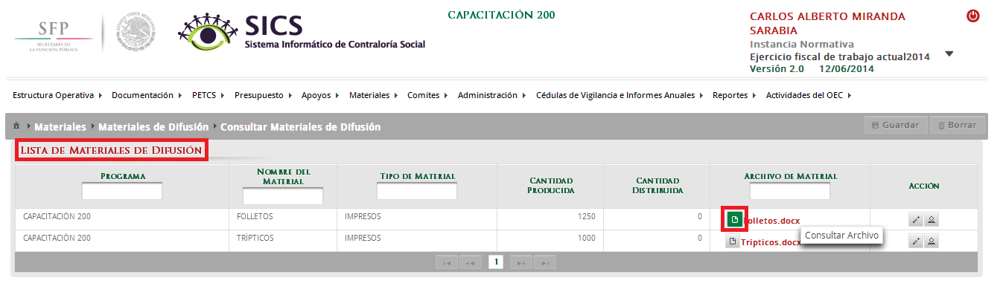 SFP
SECRETARÍA DE
LA FUNCIÓN PÚBLICA
ESTADOS UNIDOS MEXICANOS
SICS
Sistema Informático de Contraloría Social
CAPACITACIÓN 200
CARLOS ALBERTO MIRANDA
SARABIA
Instancia Normativa
Ejercicio fiscal de trabajo actual2014
Versión 2.0 12/06/2014
Estructura Operativa Documentación PETCS Presupuesto Apoyos Materiales Comites Administración Cédulas de Vigilancia e Informes Anuales Reportes Actividades del OEC
Materiales Materiales de Difusión Consultar Materiales de Difusión Guardar Borrar
Lista de Materiales de Difusión
Programa
Nombre del
Material
Tipo de Material
Cantidad
Producida
Cantidad
Distribuida
Archivo de Material
Acción
CAPACITACIÓN 200 FOLLETOS IMPRESOS 1250 0 olletos.docx
Consultar Archivo
CAPACITACIÓN 200 TRÍPTICOS IMPRESOS 1000 0 Tripticos.docx
1